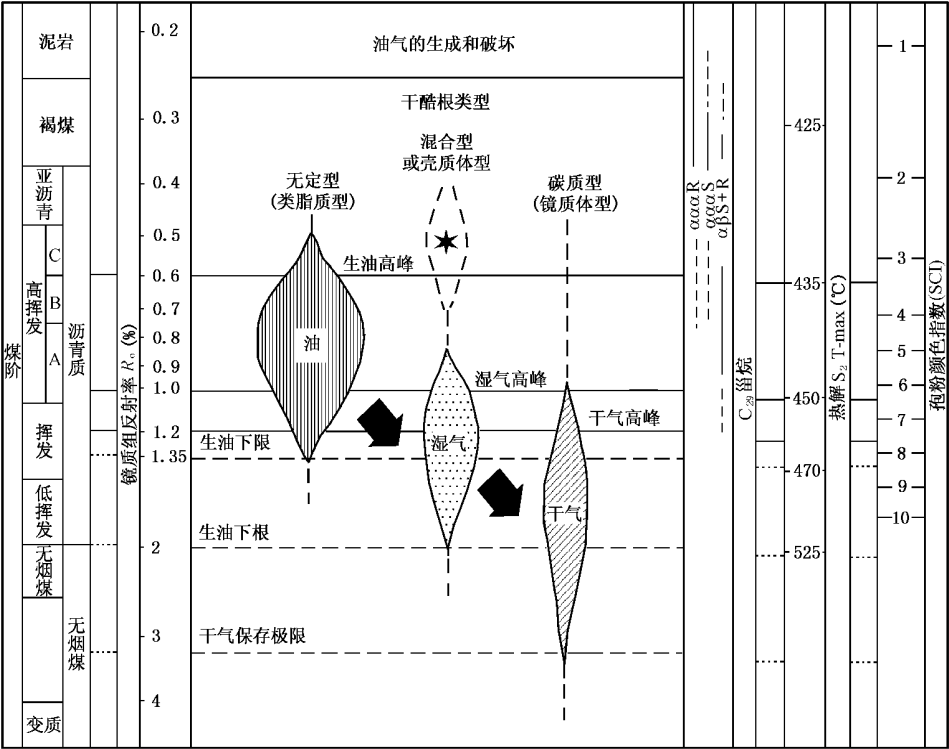 油气的生成和破坏
干酪根类型
混合型
或壳质体型
无定型
(类脂质型)
碳质型
(镜质体型)
生油高峰
油
湿气高峰
干气高峰
生油下限
湿气
干气
生油下根
干气保存极限
煤阶
泥岩
褐煤
亚沥青
高挥发
C
B
A
挥发
低挥发
无烟煤
变质
沥青质
无烟煤
镜质组反射率 Rₒ (%)
0.2
0.3
0.4
0.5
0.6
0.7
0.8
0.9
1.0
1.2
1.35
2
3
4
αααR
αααS
αβS+R
C₂₉甾烷
425
435
450
470
525
热解 S₂ T-max (℃)
1
2
3
4
5
6
7
8
9
10
孢粉颜色指数(SCI)